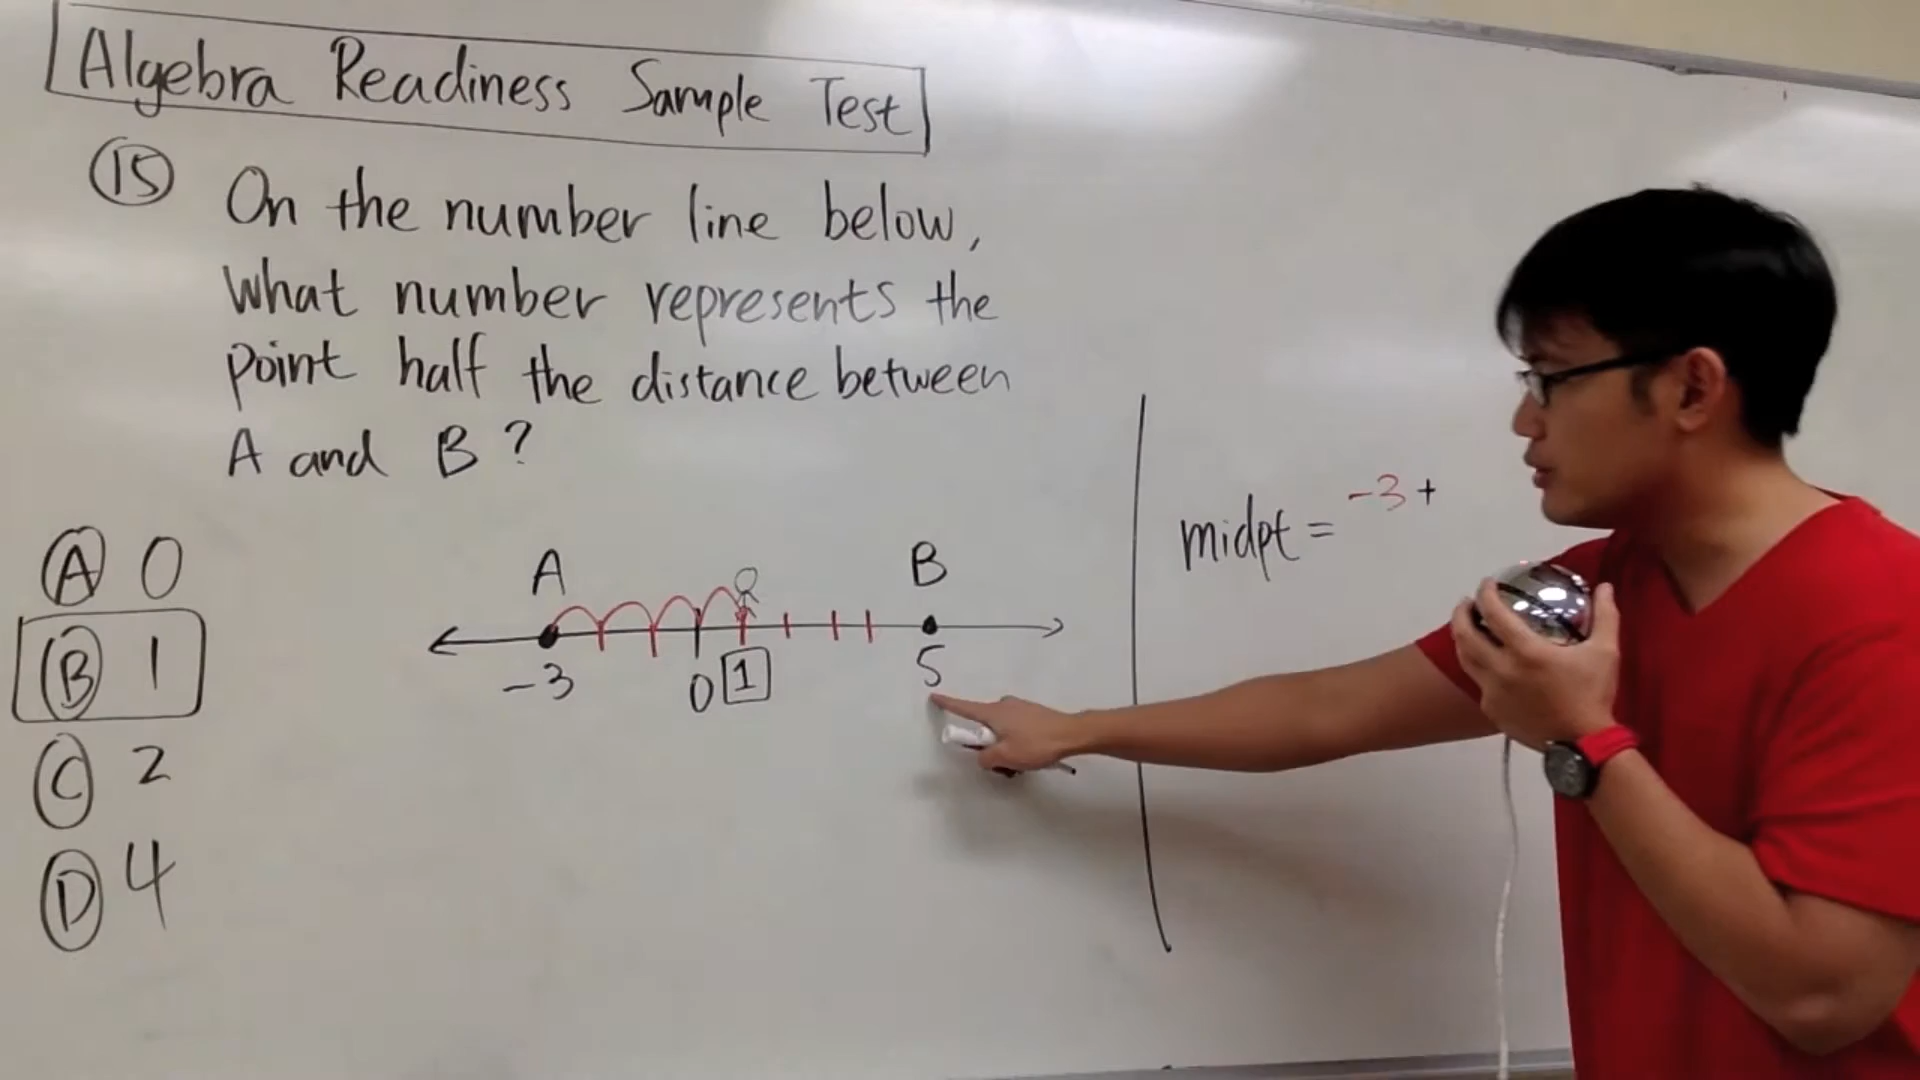 Algebra Readiness Sample Test
15 On the number line below,
what number represents the
point half the distance between
A and B?
A 0
B 1
C 2
D 4
A B
-3 0 1 5
midpt = -3 +